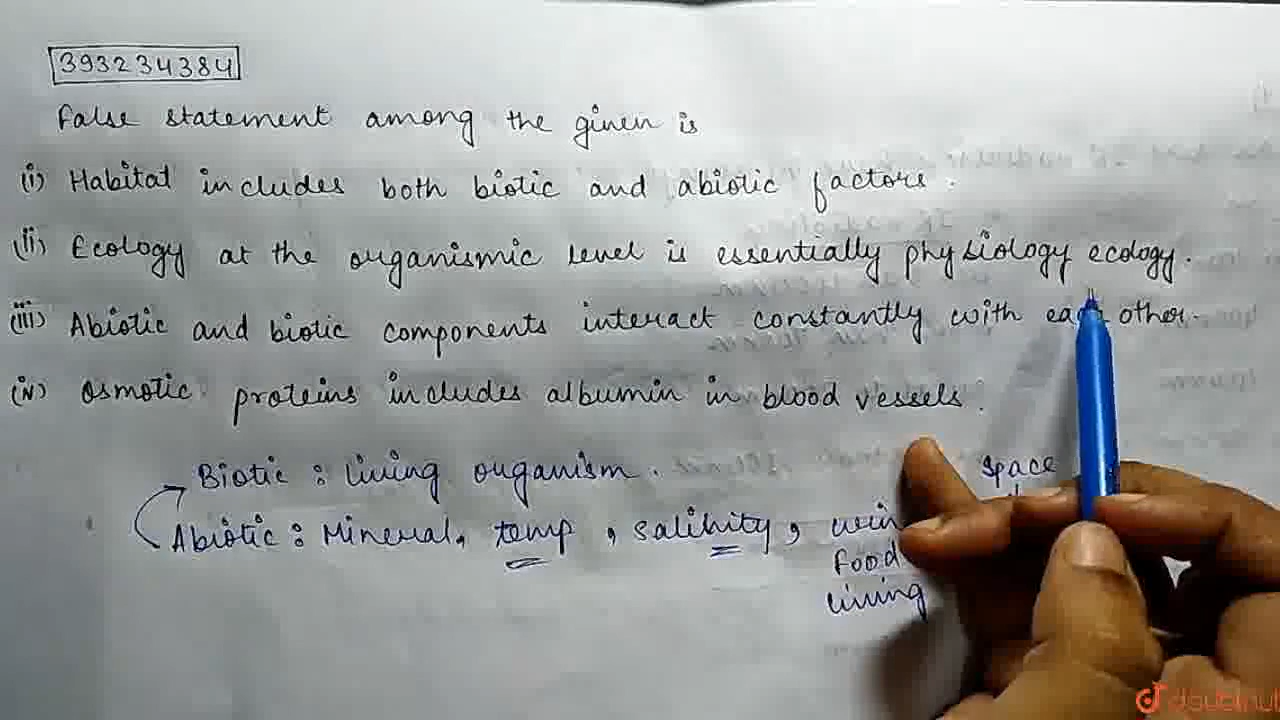 393234384
False statement among the given is
(i) Habitat includes both biotic and abiotic factors.
(ii) Ecology at the organismic level is essentially physiology ecology.
(iii) Abiotic and biotic components interact constantly with each other.
(iv) Osmotic proteins includes albumin in blood vessels.
Biotic : living organism.
space
Abiotic : Mineral, temp, salinity,
Food
living
doubtnut